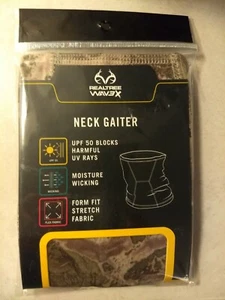 REALTREE
WAV3X
NECK GAITER
UPF 50 BLOCKS
HARMFUL
UV RAYS
MOISTURE
WICKING
FORM FIT
STRETCH
FABRIC